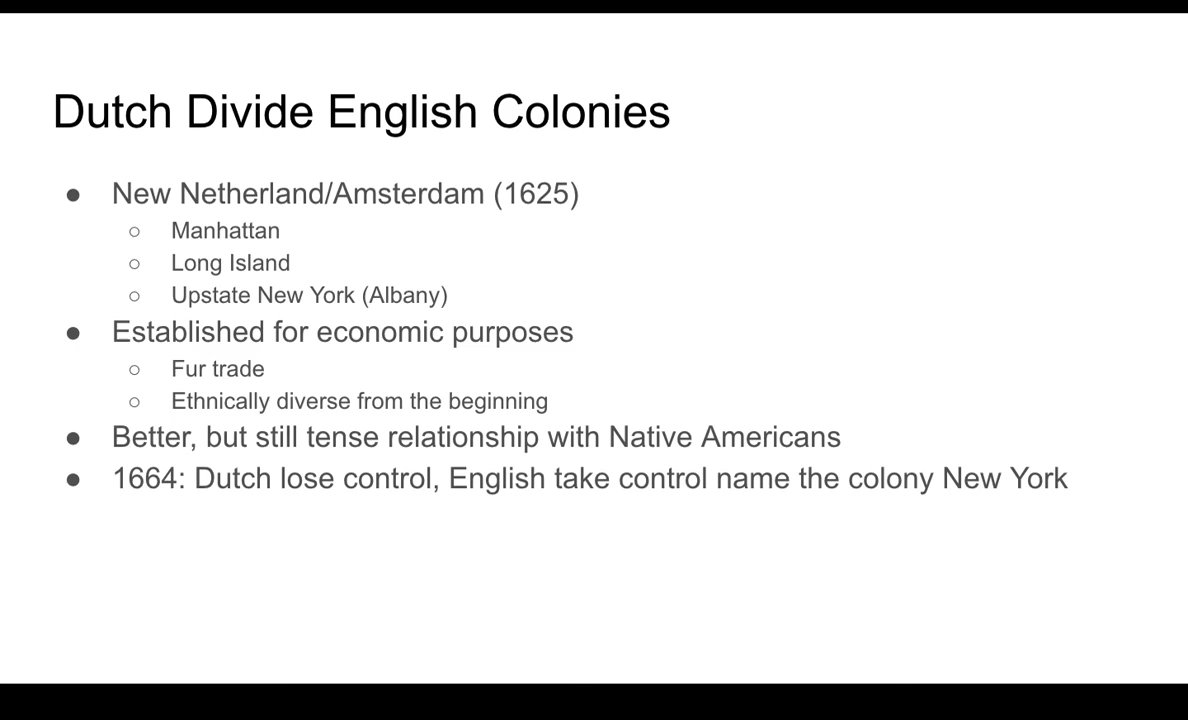 Dutch Divide English Colonies
● New Netherland/Amsterdam (1625)
○ Manhattan
○ Long Island
○ Upstate New York (Albany)
● Established for economic purposes
○ Fur trade
○ Ethnically diverse from the beginning
● Better, but still tense relationship with Native Americans
● 1664: Dutch lose control, English take control name the colony New York